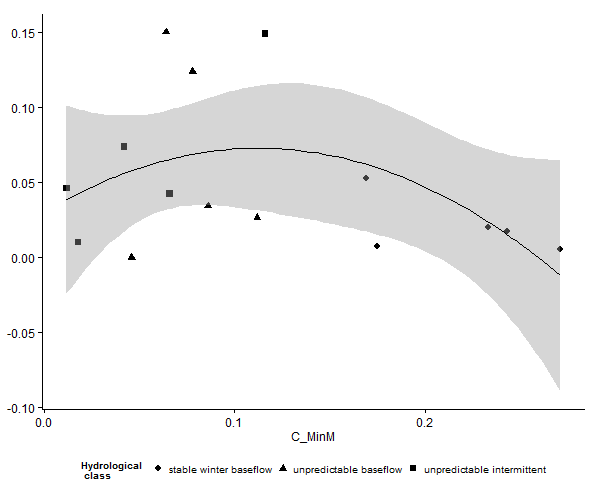 0.15
0.10
0.05
0.00
-0.05
-0.10
0.0 0.1 0.2
C_MinM
Hydrological
class
stable winter baseflow unpredictable baseflow unpredictable intermittent